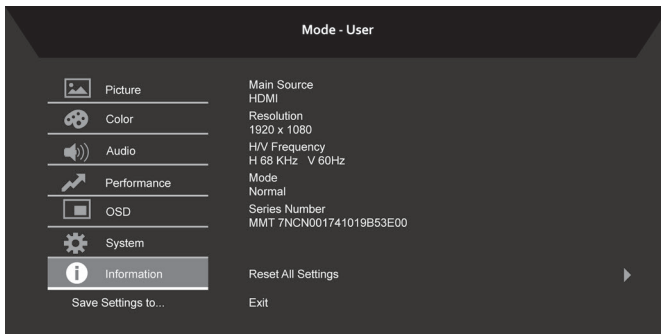 Mode - User
Picture
Color
Audio
Performance
OSD
System
Information
Save Settings to...
Main Source
HDMI
Resolution
1920 x 1080
H/V Frequency
H 68 KHz V 60Hz
Mode
Normal
Series Number
MMT 7NCN001741019B53E00
Reset All Settings
Exit